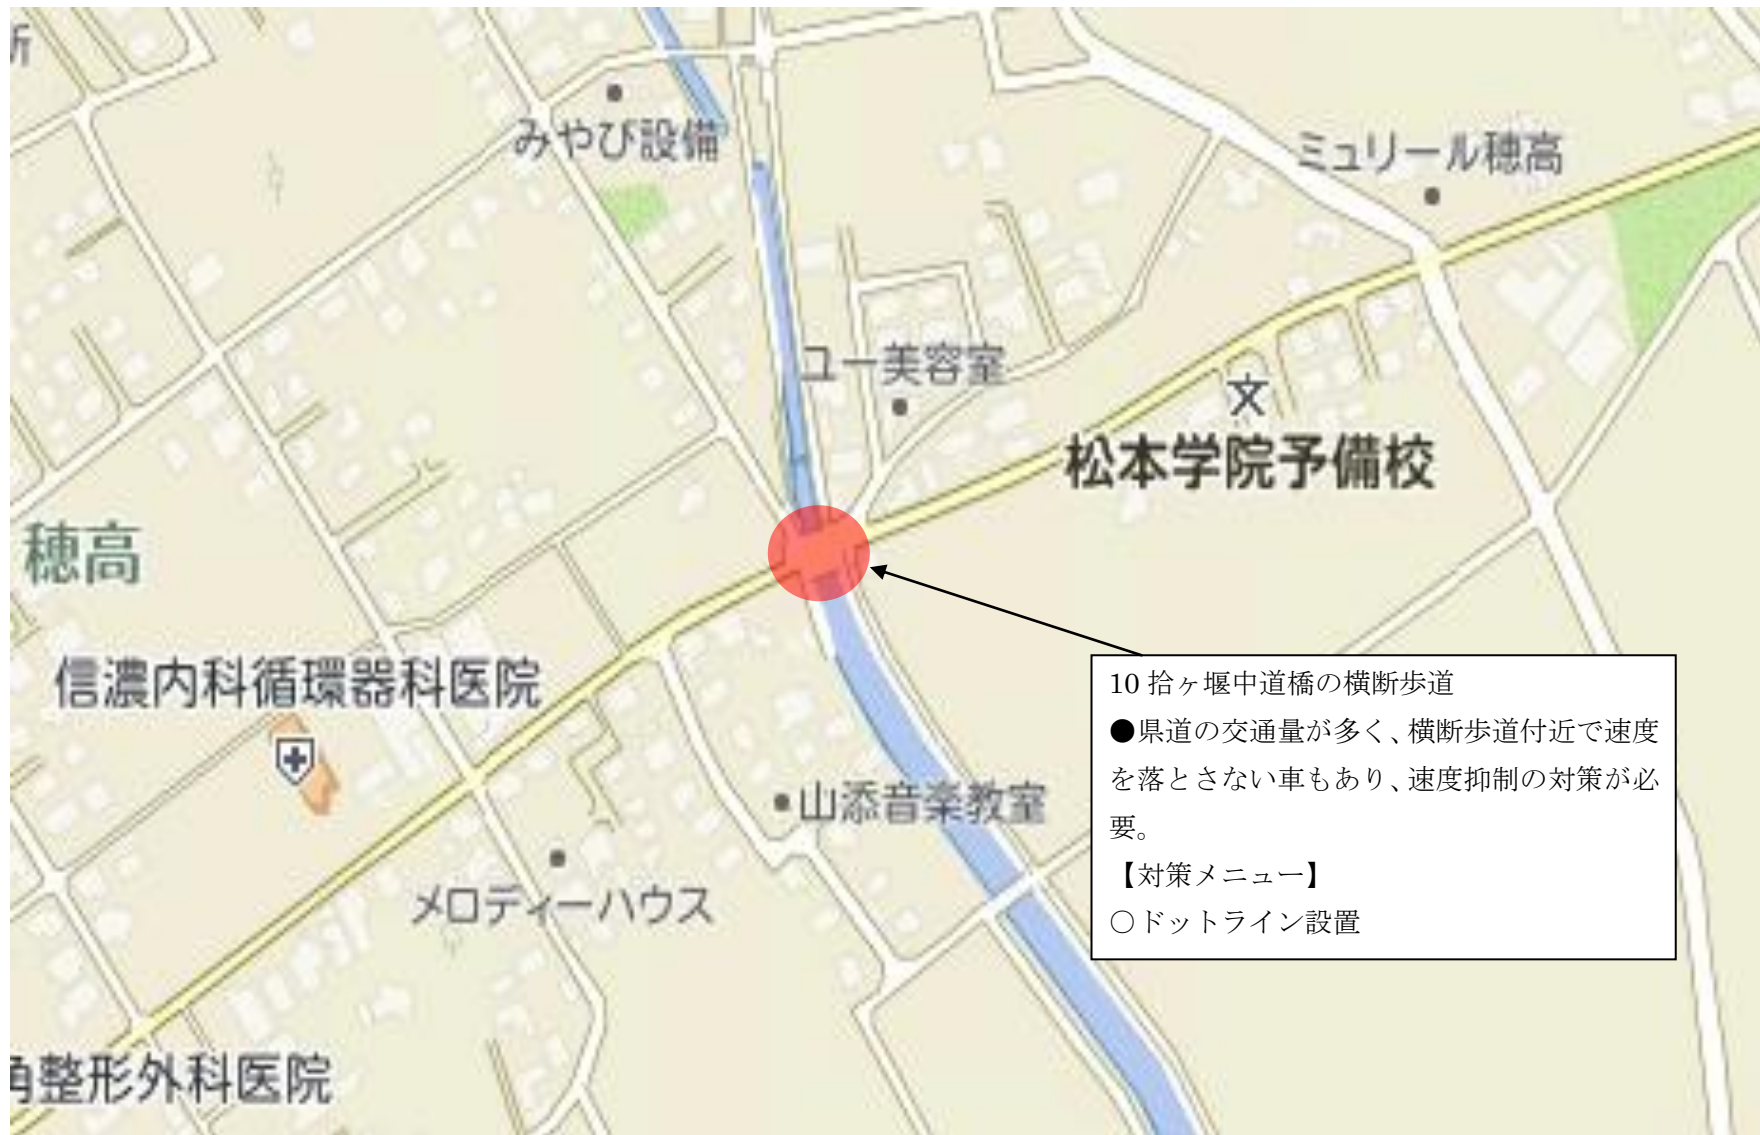 所
みやび設備
ミュリール穂高
ユー美容室
文
松本学院予備校
穂高
信濃内科循環器科医院
山添音楽教室
メロディーハウス
角整形外科医院
10 拾ヶ堰中道橋の横断歩道
●県道の交通量が多く、横断歩道付近で速度
を落とさない車もあり、速度抑制の対策が必
要。
【対策メニュー】
○ドットライン設置